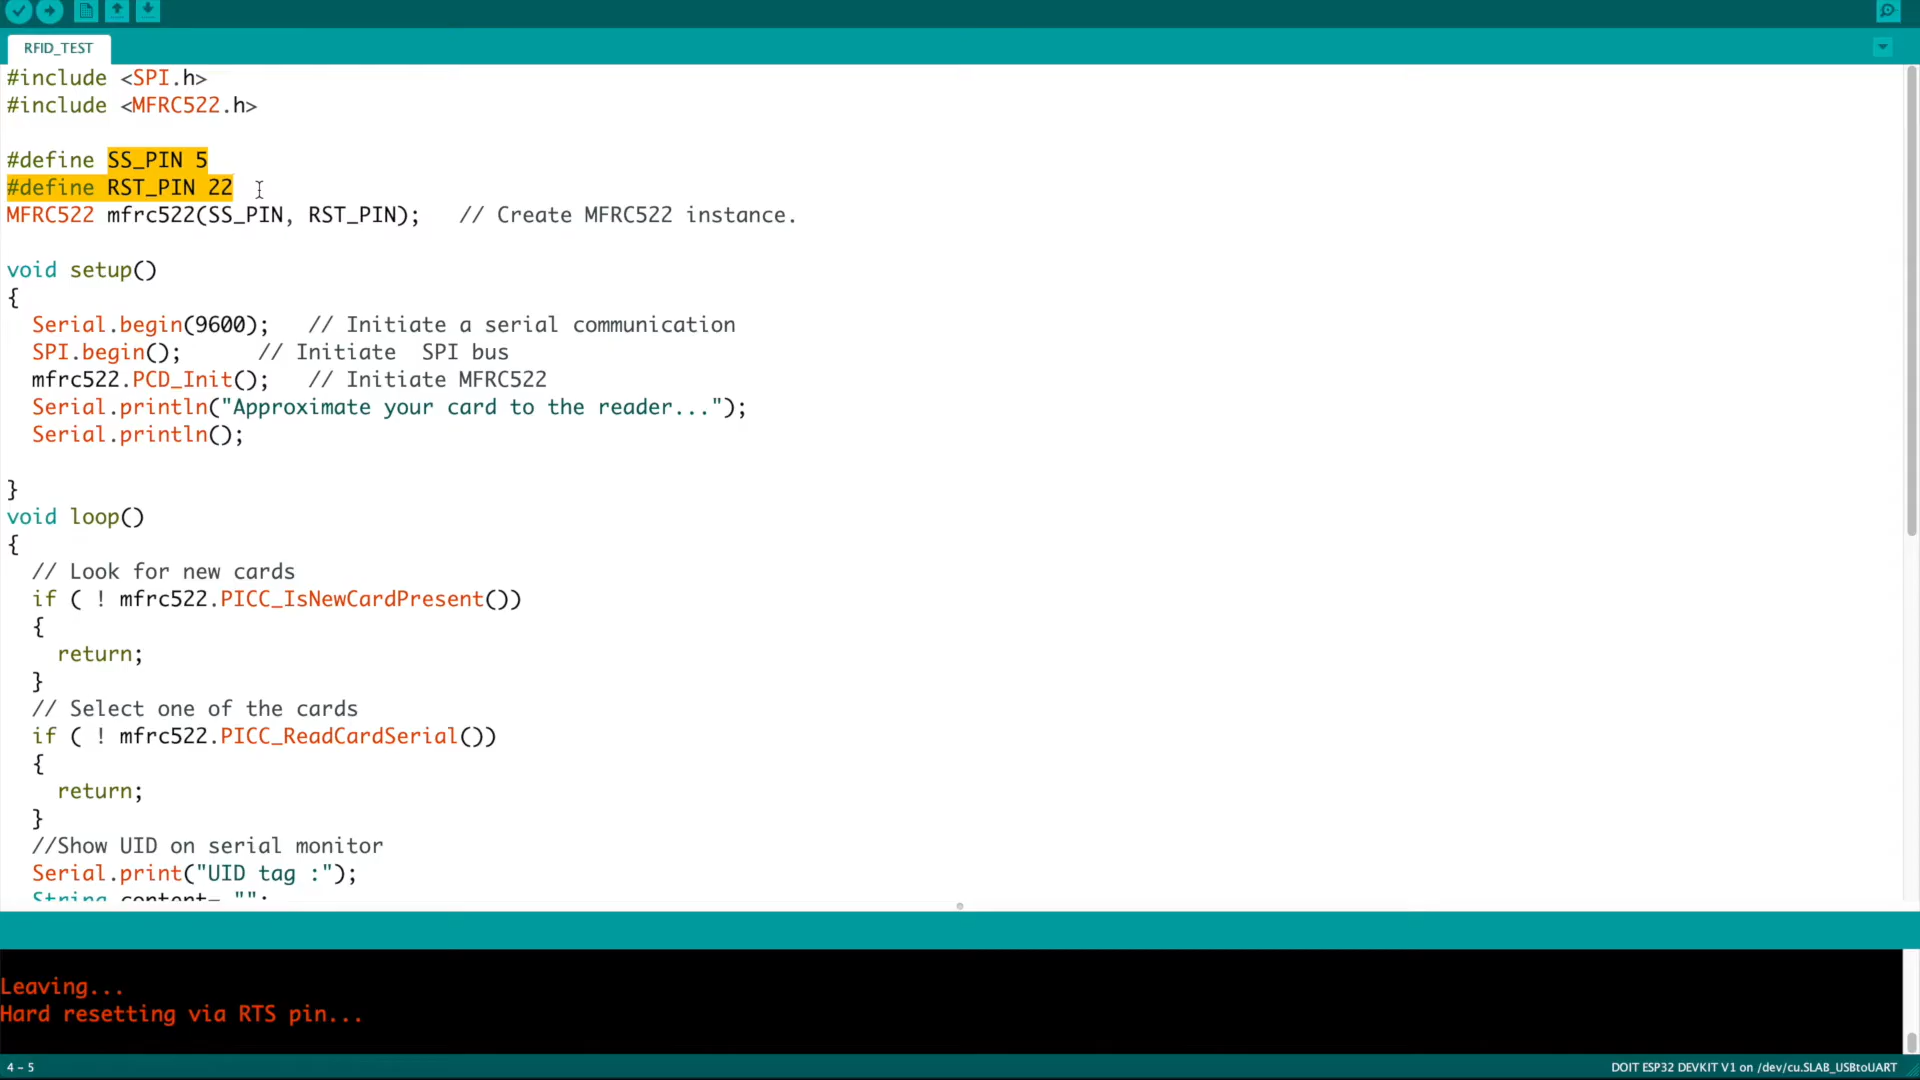 RFID_TEST
#include <SPI.h>
#include <MFRC522.h>
#define SS_PIN 5
#define RST_PIN 22
MFRC522 mfrc522(SS_PIN, RST_PIN);   // Create MFRC522 instance.
void setup()
{
  Serial.begin(9600);   // Initiate a serial communication
  SPI.begin();      // Initiate  SPI bus
  mfrc522.PCD_Init();   // Initiate MFRC522
  Serial.println("Approximate your card to the reader...");
  Serial.println();
}
void loop()
{
  // Look for new cards
  if ( ! mfrc522.PICC_IsNewCardPresent())
  {
    return;
  }
  // Select one of the cards
  if ( ! mfrc522.PICC_ReadCardSerial())
  {
    return;
  }
  //Show UID on serial monitor
  Serial.print("UID tag :");
  String content= "";
Leaving...
Hard resetting via RTS pin...
4 - 5
DOIT ESP32 DEVKIT V1 on /dev/cu.SLAB_USBtoUART